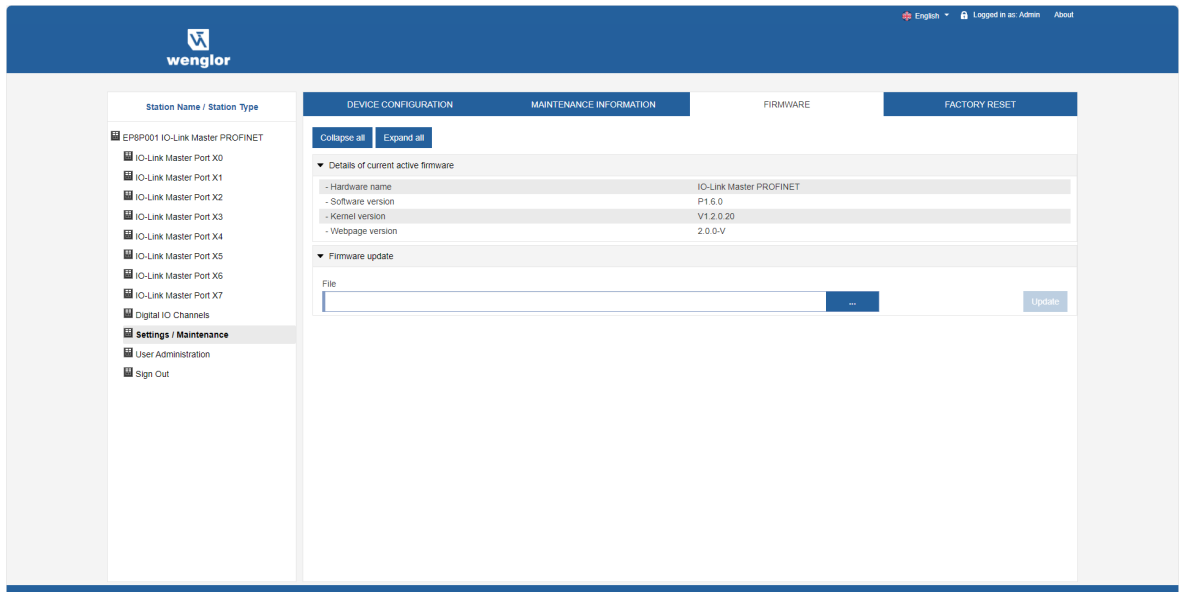 English Logged in as: Admin About
wenglor
Station Name / Station Type
EP8P001 IO-Link Master PROFINET
IO-Link Master Port X0
IO-Link Master Port X1
IO-Link Master Port X2
IO-Link Master Port X3
IO-Link Master Port X4
IO-Link Master Port X5
IO-Link Master Port X6
IO-Link Master Port X7
Digital IO Channels
Settings / Maintenance
User Administration
Sign Out
DEVICE CONFIGURATION MAINTENANCE INFORMATION FIRMWARE FACTORY RESET
Collapse all Expand all
Details of current active firmware
- Hardware name IO-Link Master PROFINET
- Software version P1.6.0
- Kernel version V1.2.0.20
- Webpage version 2.0.0-V
Firmware update
File
... Update